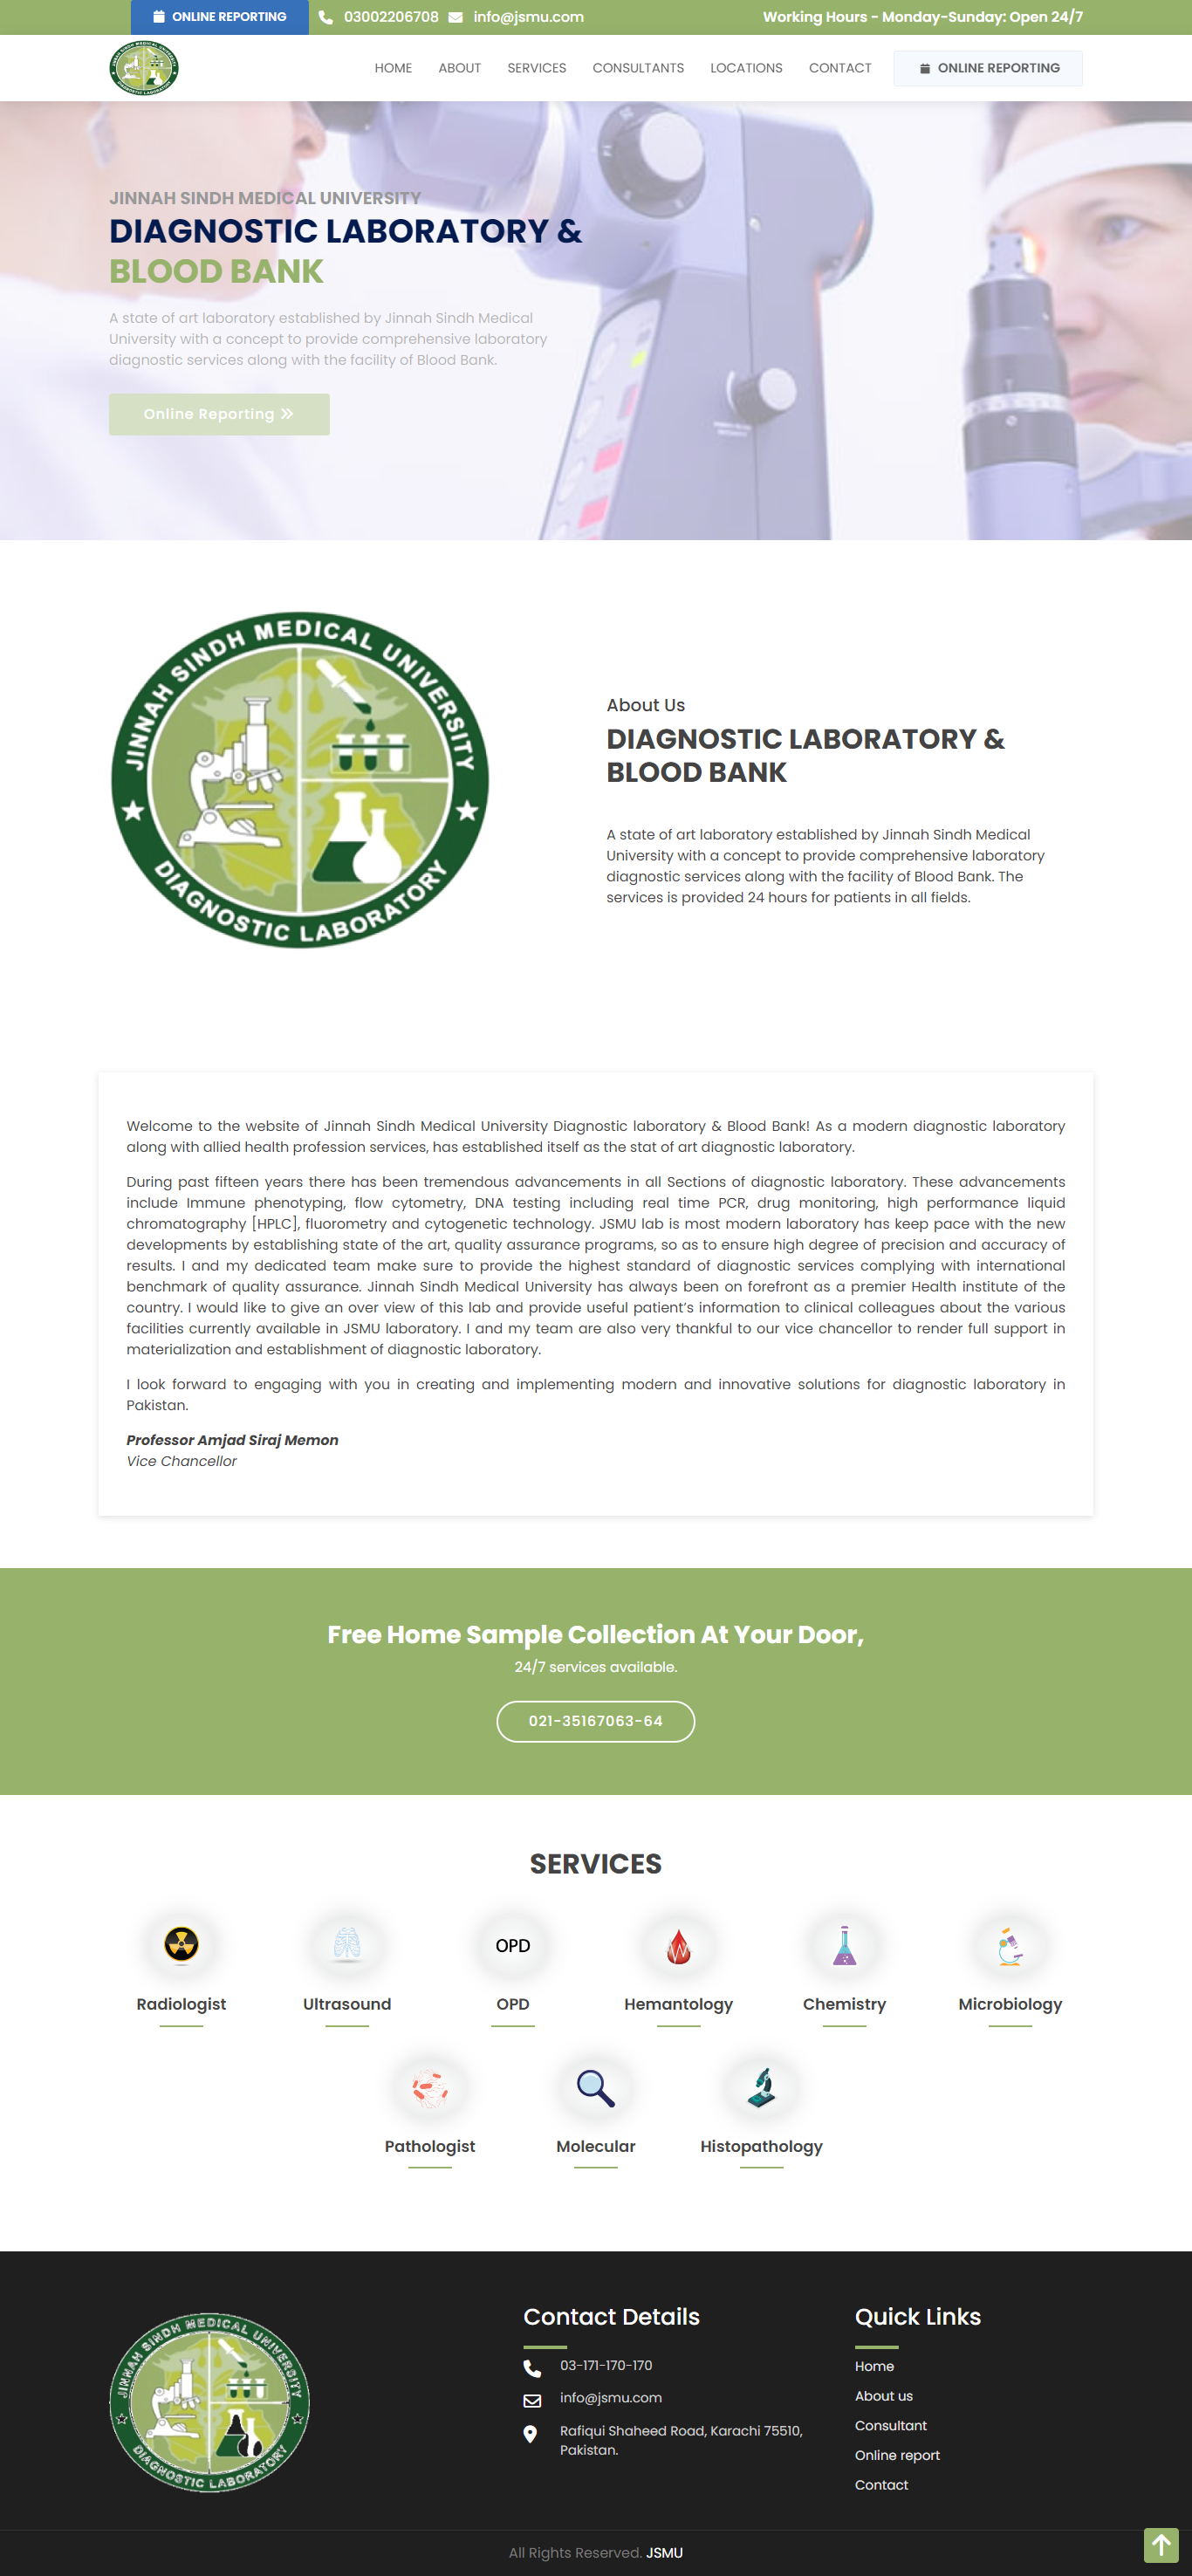 ONLINE REPORTING 03002206708 info@jsmu.com Working Hours - Monday-Sunday: Open 24/7
JINNAH SINDH MEDICAL UNIVERSITY
DIAGNOSTIC LABORATORY
HOME ABOUT SERVICES CONSULTANTS LOCATIONS CONTACT ONLINE REPORTING
JINNAH SINDH MEDICAL UNIVERSITY
DIAGNOSTIC LABORATORY &
BLOOD BANK
A state of art laboratory established by Jinnah Sindh Medical
University with a concept to provide comprehensive laboratory
diagnostic services along with the facility of Blood Bank.
Online Reporting
JINNAH SINDH MEDICAL UNIVERSITY
DIAGNOSTIC LABORATORY
About Us
DIAGNOSTIC LABORATORY &
BLOOD BANK
A state of art laboratory established by Jinnah Sindh Medical
University with a concept to provide comprehensive laboratory
diagnostic services along with the facility of Blood Bank. The
services is provided 24 hours for patients in all fields.
Welcome to the website of Jinnah Sindh Medical University Diagnostic laboratory & Blood Bank! As a modern diagnostic laboratory
along with allied health profession services, has established itself as the stat of art diagnostic laboratory.
During past fifteen years there has been tremendous advancements in all Sections of diagnostic laboratory. These advancements
include Immune phenotyping, flow cytometry, DNA testing including real time PCR, drug monitoring, high performance liquid
chromatography [HPLC], fluorometry and cytogenetic technology. JSMU lab is most modern laboratory has keep pace with the new
developments by establishing state of the art, quality assurance programs, so as to ensure high degree of precision and accuracy of
results. I and my dedicated team make sure to provide the highest standard of diagnostic services complying with international
benchmark of quality assurance. Jinnah Sindh Medical University has always been on forefront as a premier Health institute of the
country. I would like to give an over view of this lab and provide useful patient's information to clinical colleagues about the various
facilities currently available in JSMU laboratory. I and my team are also very thankful to our vice chancellor to render full support in
materialization and establishment of diagnostic laboratory.
I look forward to engaging with you in creating and implementing modern and innovative solutions for diagnostic laboratory in
Pakistan.
Professor Amjad Siraj Memon
Vice Chancellor
Free Home Sample Collection At Your Door,
24/7 services available.
021-35167063-64
SERVICES
OPD
Radiologist Ultrasound OPD Hemantology Chemistry Microbiology
Pathologist Molecular Histopathology
JINNAH SINDH MEDICAL UNIVERSITY
DIAGNOSTIC LABORATORY
Contact Details
03-171-170-170
info@jsmu.com
Rafiqui Shaheed Road, Karachi 75510,
Pakistan.
Quick Links
Home
About us
Consultant
Online report
Contact
All Rights Reserved. JSMU